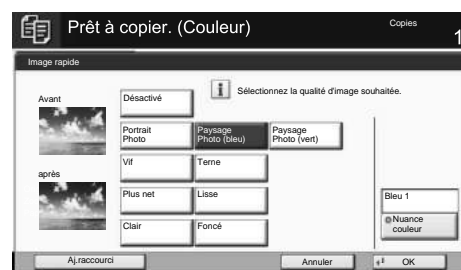 Prêt à copier. (Couleur)
Copies
1
Image rapide
Sélectionnez la qualité d'image souhaitée.
Avant
Désactivé
Portrait
Photo
Paysage
Photo (bleu)
Paysage
Photo (vert)
Vif
Terne
après
Plus net
Lisse
Bleu 1
Clair
Foncé
Nuance
couleur
Aj.raccourci
Annuler
OK